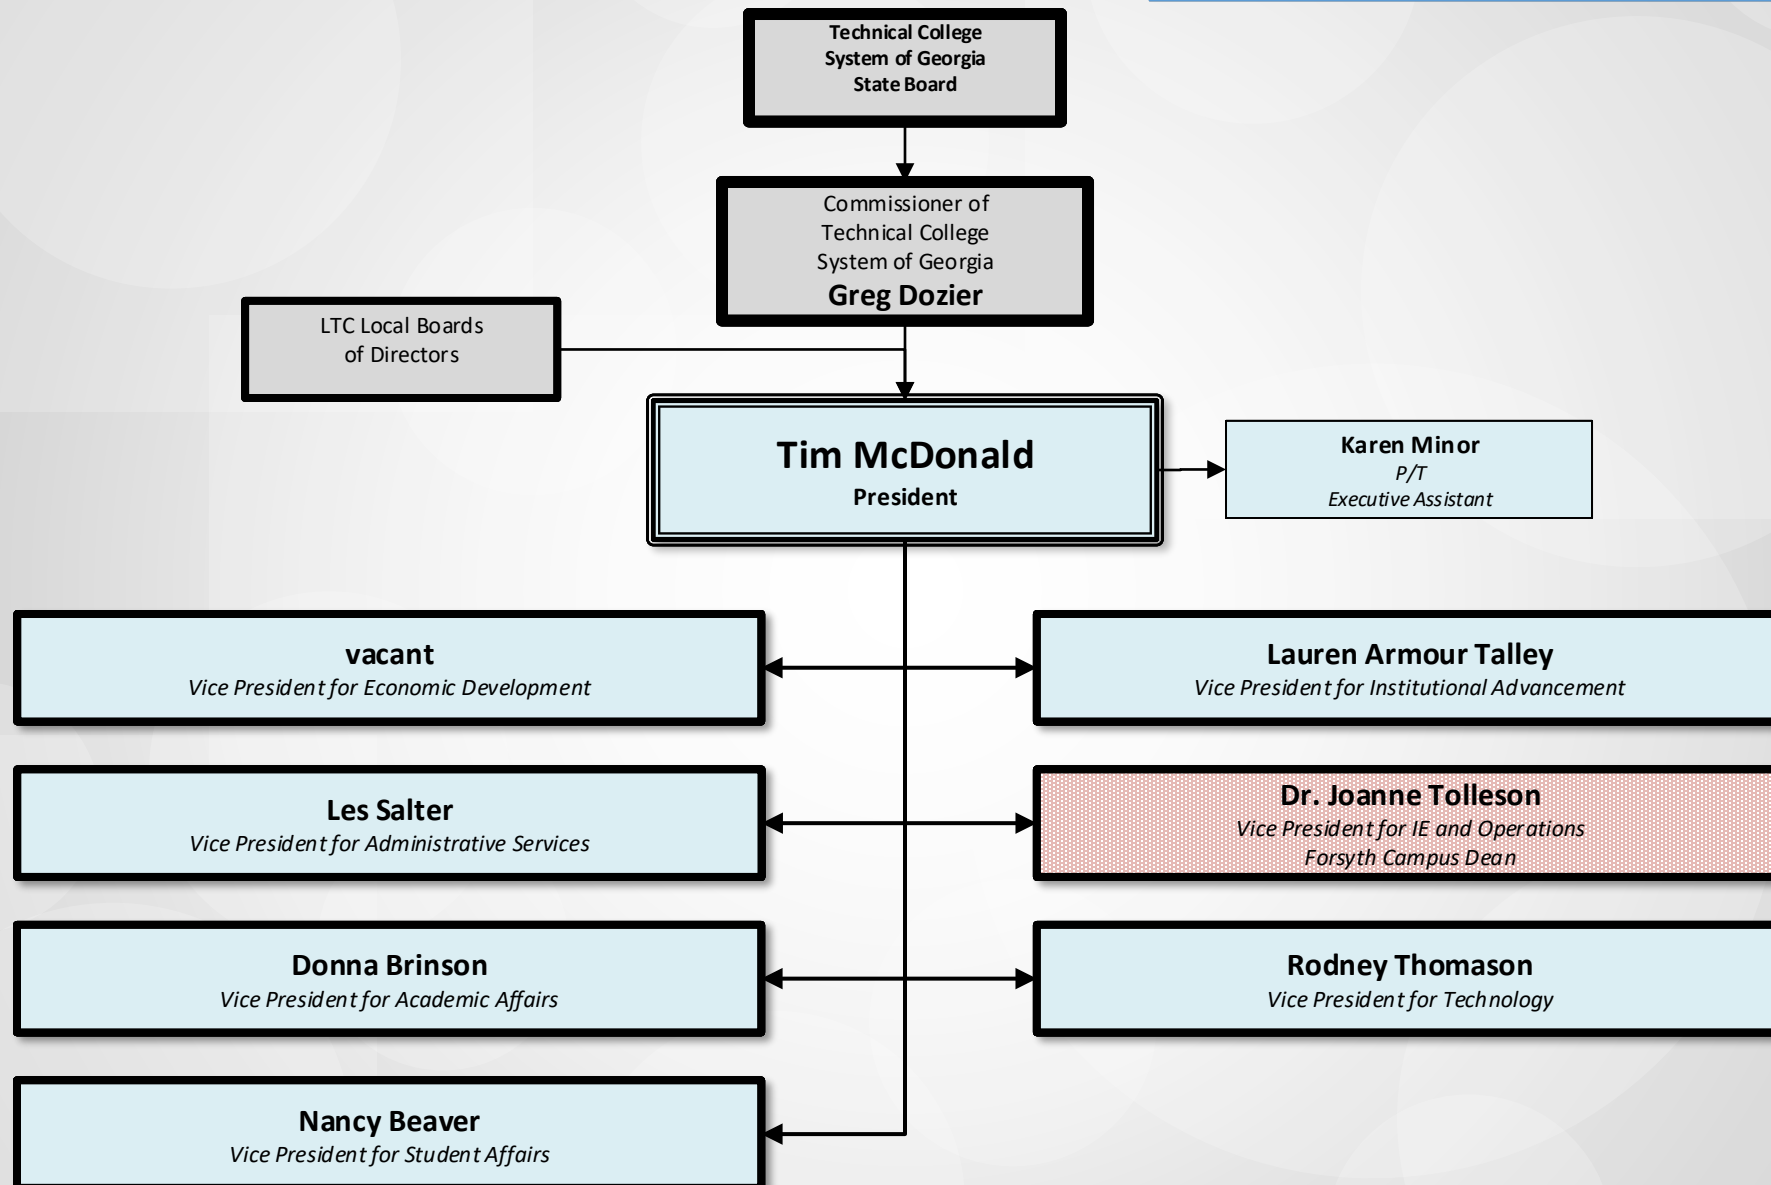 Technical College
System of Georgia
State Board
Commissioner of
Technical College
System of Georgia
Greg Dozier
LTC Local Boards
of Directors
Tim McDonald
President
Karen Minor
P/T
Executive Assistant
vacant
Vice President for Economic Development
Lauren Armour Talley
Vice President for Institutional Advancement
Les Salter
Vice President for Administrative Services
Dr. Joanne Tolleson
Vice President for IE and Operations
Forsyth Campus Dean
Donna Brinson
Vice President for Academic Affairs
Rodney Thomason
Vice President for Technology
Nancy Beaver
Vice President for Student Affairs